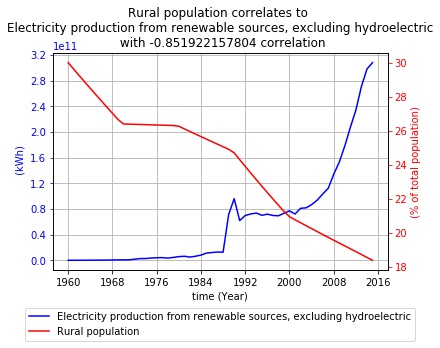 Rural population correlates to
Electricity production from renewable sources, excluding hydroelectric
with -0.851922157804 correlation
1e11
3.2
2.8
2.4
2.0
1.6
1.2
0.8
0.4
0.0
(kWh)
30
28
26
24
22
20
18
(% of total population)
1960 1968 1976 1984 1992 2000 2008 2016
time (Year)
Electricity production from renewable sources, excluding hydroelectric
Rural population